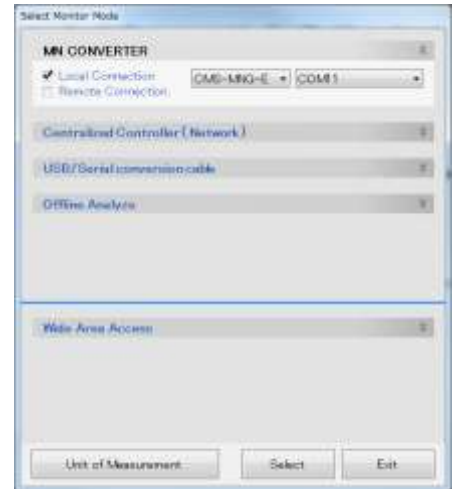 Select Monitor Mode
MN CONVERTER
Local Connection
CMS-MNG-E
COM11
Remote Connection
Centralized Controller ( Network )
USB/Serial conversion cable
Offline Analyze
Wide Area Access
Unit of Measurement
Select
Exit